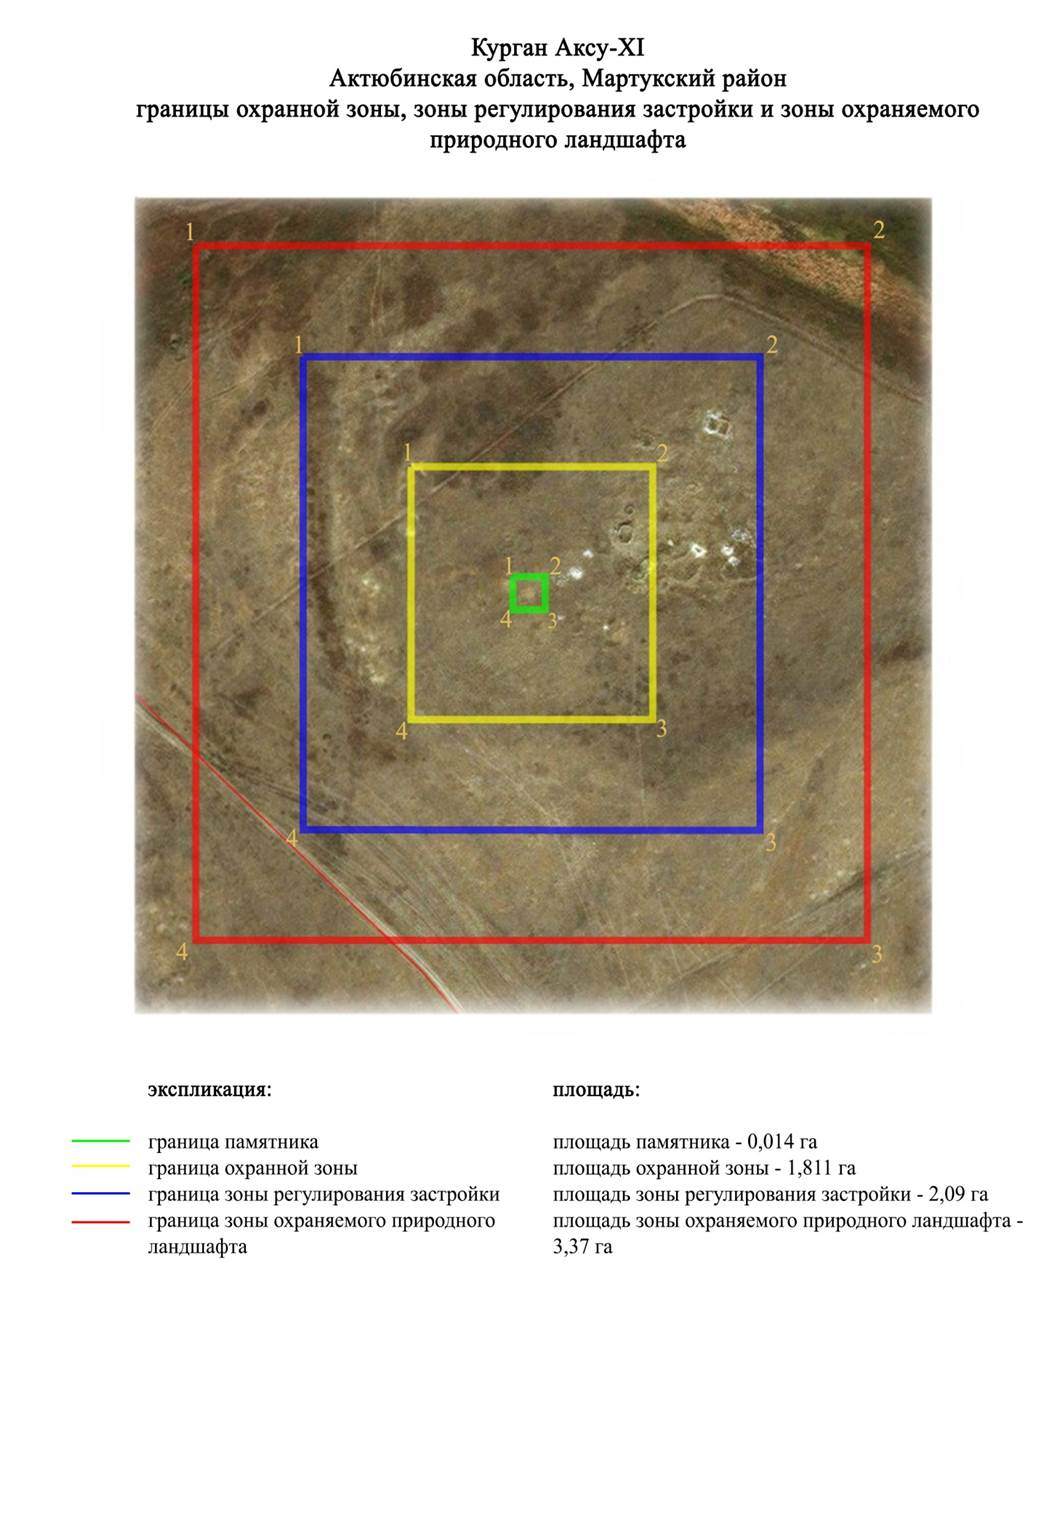 Курган Аксу-XI
Актюбинская область, Мартукский район
границы охранной зоны, зоны регулирования застройки и зоны охраняемого
природного ландшафта
1
2
1
2
1
2
1
2
4
3
4
3
4
3
4
3
экспликация:
площадь:
граница памятника
площадь памятника - 0,014 га
граница охранной зоны
площадь охранной зоны - 1,811 га
граница зоны регулирования застройки
площадь зоны регулирования застройки - 2,09 га
граница зоны охраняемого природного
площадь зоны охраняемого природного ландшафта -
ландшафта
3,37 га